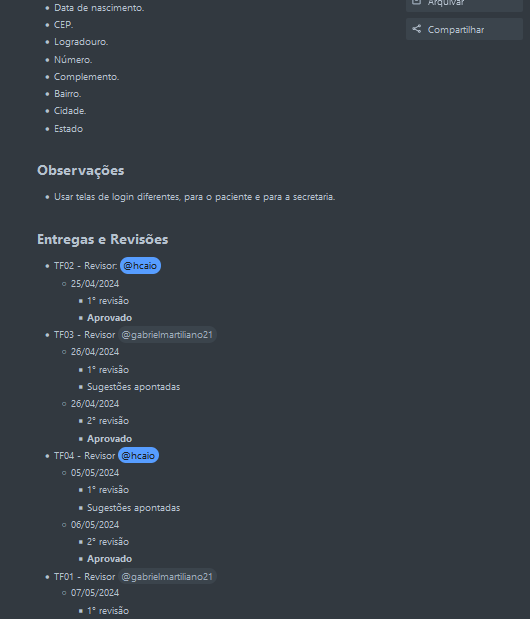 Data de nascimento.
Arquivar
CEP.
Compartilhar
Logradouro.
Número.
Complemento.
Bairro.
Cidade.
Estado
Observações
Usar telas de login diferentes, para o paciente e para a secretaria.
Entregas e Revisões
TF02 - Revisor: @hcaio
25/04/2024
1° revisão
Aprovado
TF03 - Revisor @gabrielmartiliano21
26/04/2024
1° revisão
Sugestões apontadas
26/04/2024
2° revisão
Aprovado
TF04 - Revisor @hcaio
05/05/2024
1° revisão
Sugestões apontadas
06/05/2024
2° revisão
Aprovado
TF01 - Revisor @gabrielmartiliano21
07/05/2024
1° revisão